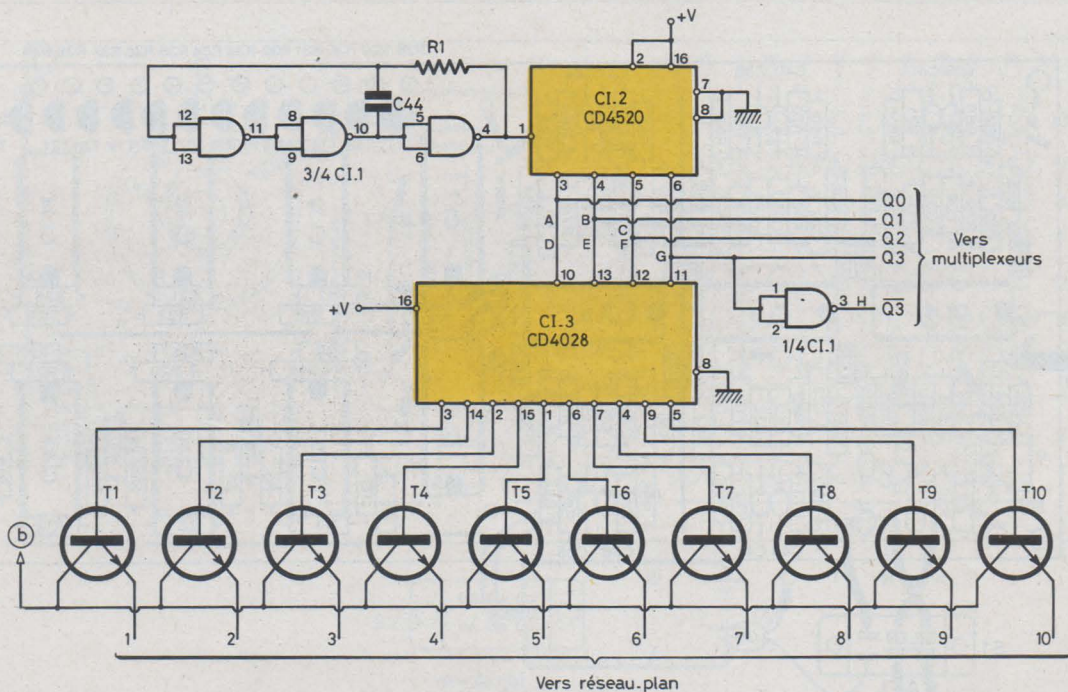 +V
R1
2 16
12 11 8 10 C44 5 4 1 CI.2 7
CD4520 8
13 9 6
3/4 CI.1
3 4 5 6
Q0
A B Q1
C Q2
D E F Vers
G Q3 multiplexeurs
10 13 12 11
1 3 H Q3
+V 16 2
CI.3 1/4 CI.1
CD4028
8
3 14 2 15 1 6 7 4 9 5
T1 T2 T3 T4 T5 T6 T7 T8 T9 T10
b
1 2 3 4 5 6 7 8 9 10
Vers réseau.plan